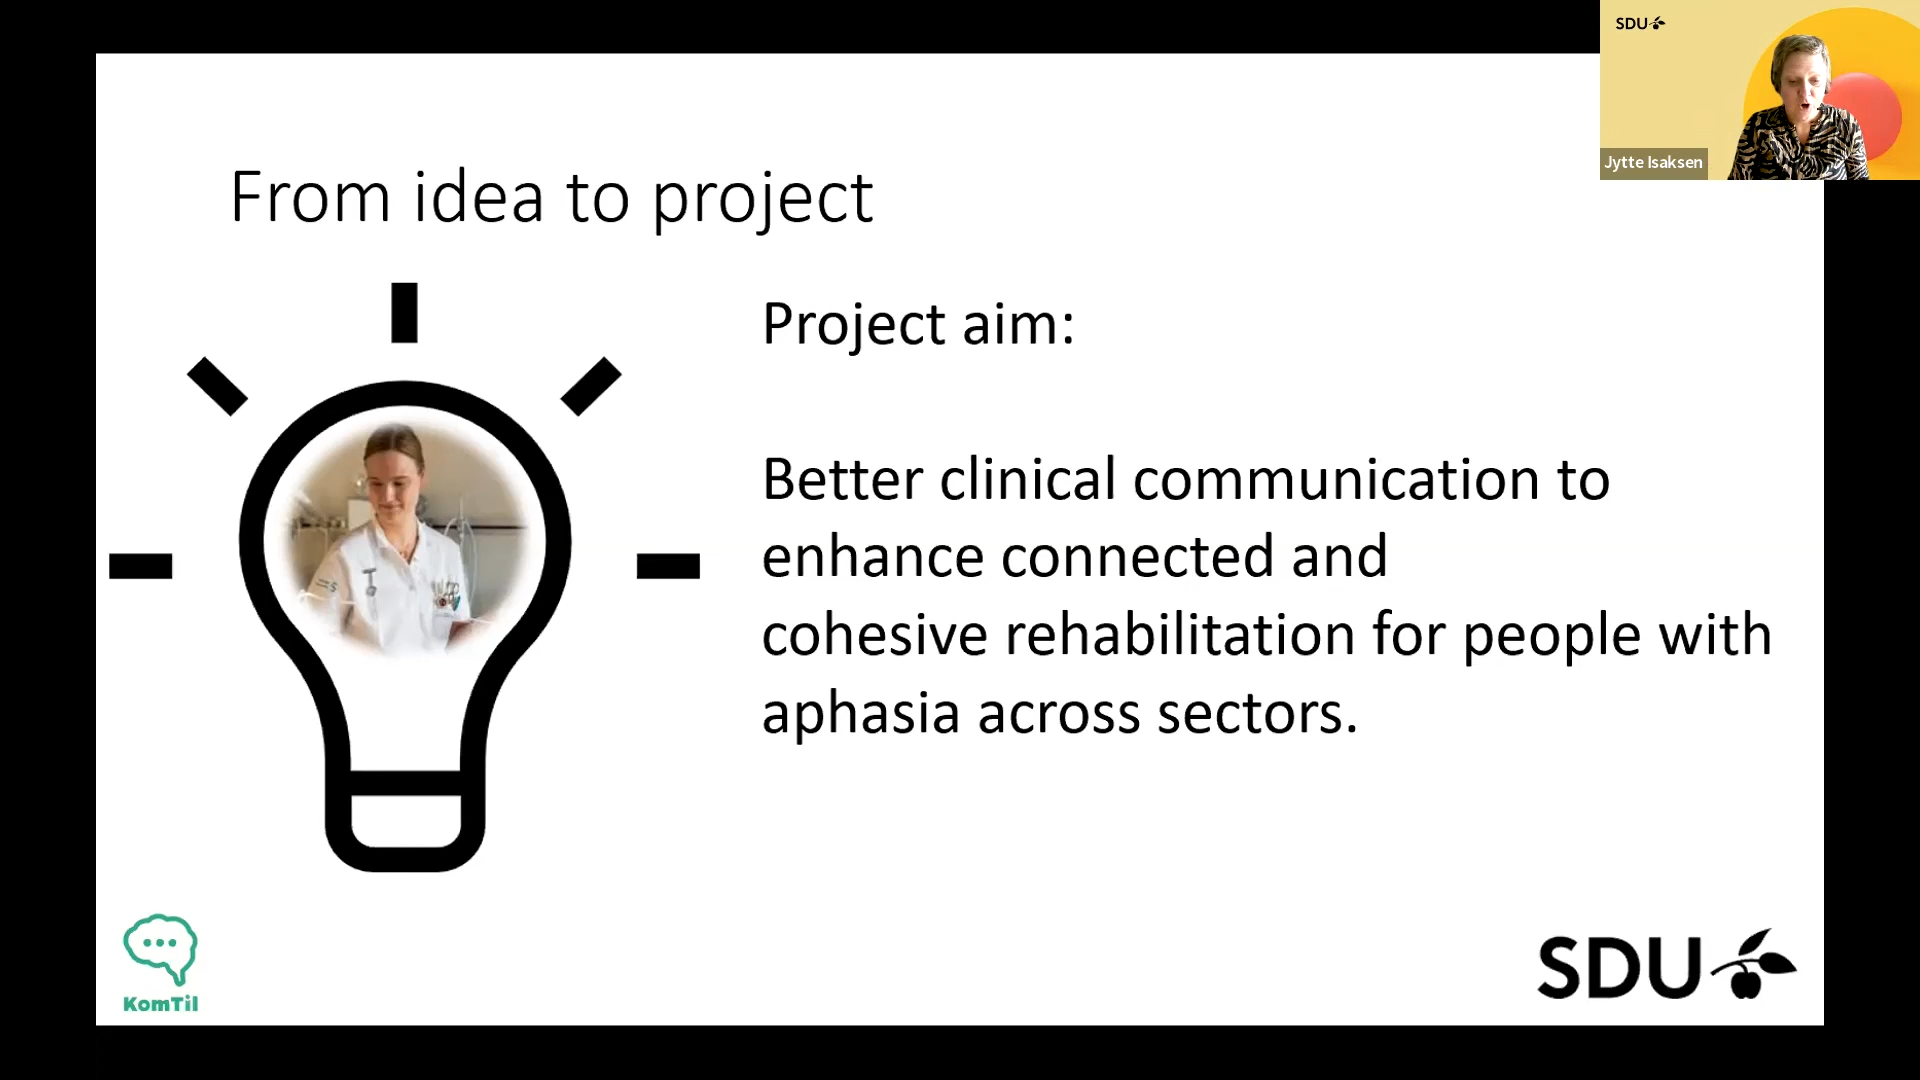 SDU
Jytte Isaksen
From idea to project
Project aim:
Better clinical communication to
enhance connected and
cohesive rehabilitation for people with
aphasia across sectors.
KomTil
SDU